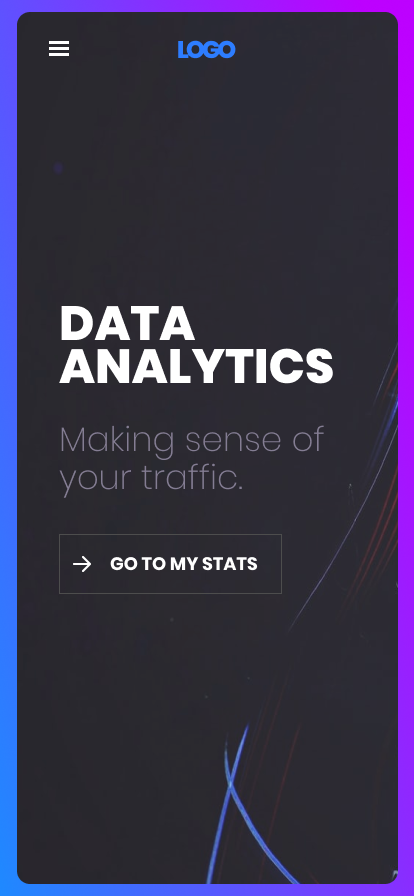 LOGO
DATA
ANALYTICS
Making sense of
your traffic.
GO TO MY STATS